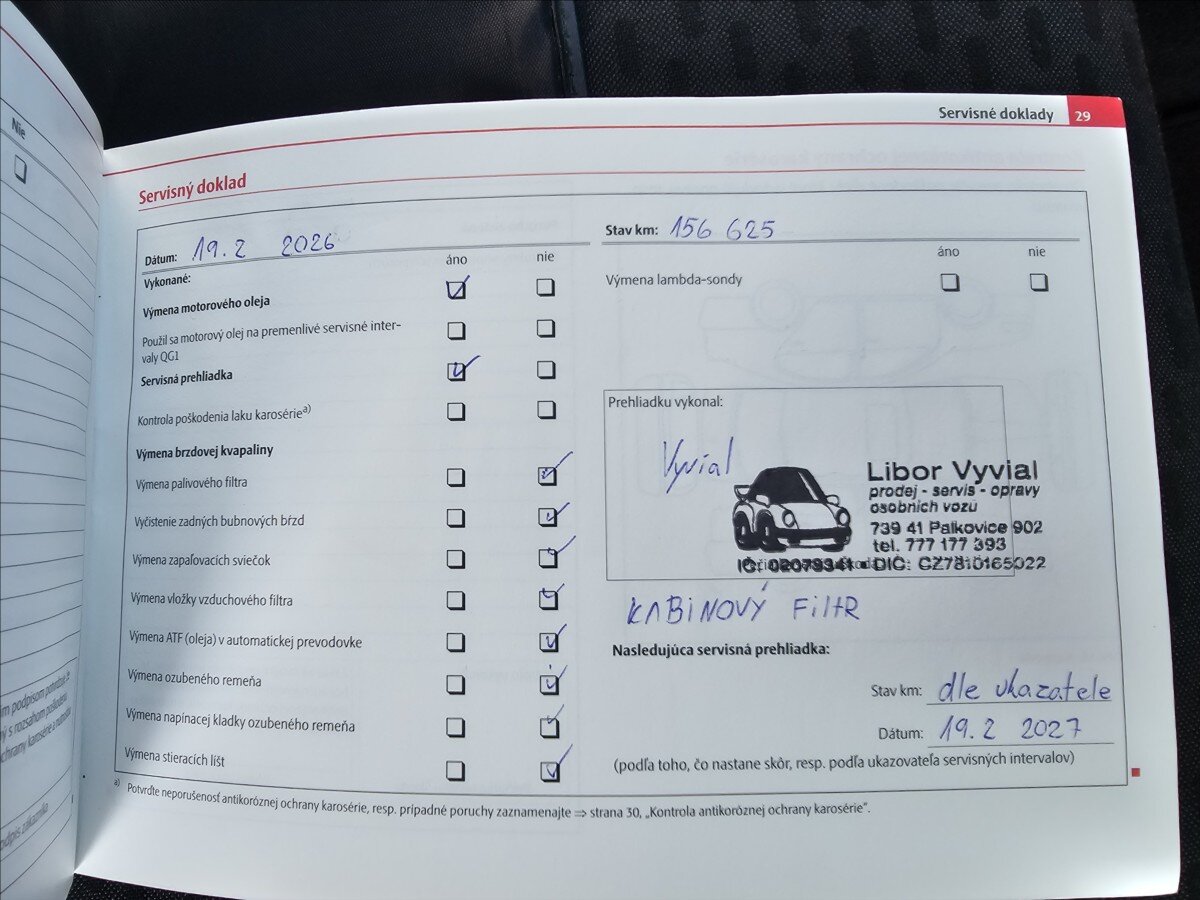 Servisné doklady 29
Nie
Servisný doklad
Dátum: 19.2 2026
Stav km: 156 625
Vykonané:
áno nie
áno nie
Výmena motorového oleja
Použil sa motorový olej na premenlivé servisné inter-
valy QG1
Servisná prehliadka
Kontrola poškodenia laku karosérie a)
Výmena brzdovej kvapaliny
Výmena palivového filtra
Vyčistenie zadných bubnových bŕzd
Výmena zapaľovacích sviečok
Výmena vložky vzduchového filtra
Výmena ATF (oleja) v automatickej prevodovke
Výmena ozubeného remeňa
Výmena napínacej kladky ozubeného remeňa
Výmena stieracích líšt
Výmena lambda-sondy
Prehliadku vykonal:
Vyvial
Libor Vyvial
prodej - servis - opravy
osobních vozů
739 41 Palkovice 902
tel. 777 177 393
IČ: 02079341 • DIČ: CZ7810165022
KABINOVÝ FILTR
Nasledujúca servisná prehliadka:
Stav km: dle ukazatele
Dátum: 19.2 2027
(podľa toho, čo nastane skôr, resp. podľa ukazovateľa servisných intervalov)
a) Potvrďte neporušenosť antikoróznej ochrany karosérie, resp. prípadné poruchy zaznamenajte ⇒ strana 30, „Kontrola antikoróznej ochrany karosérie".